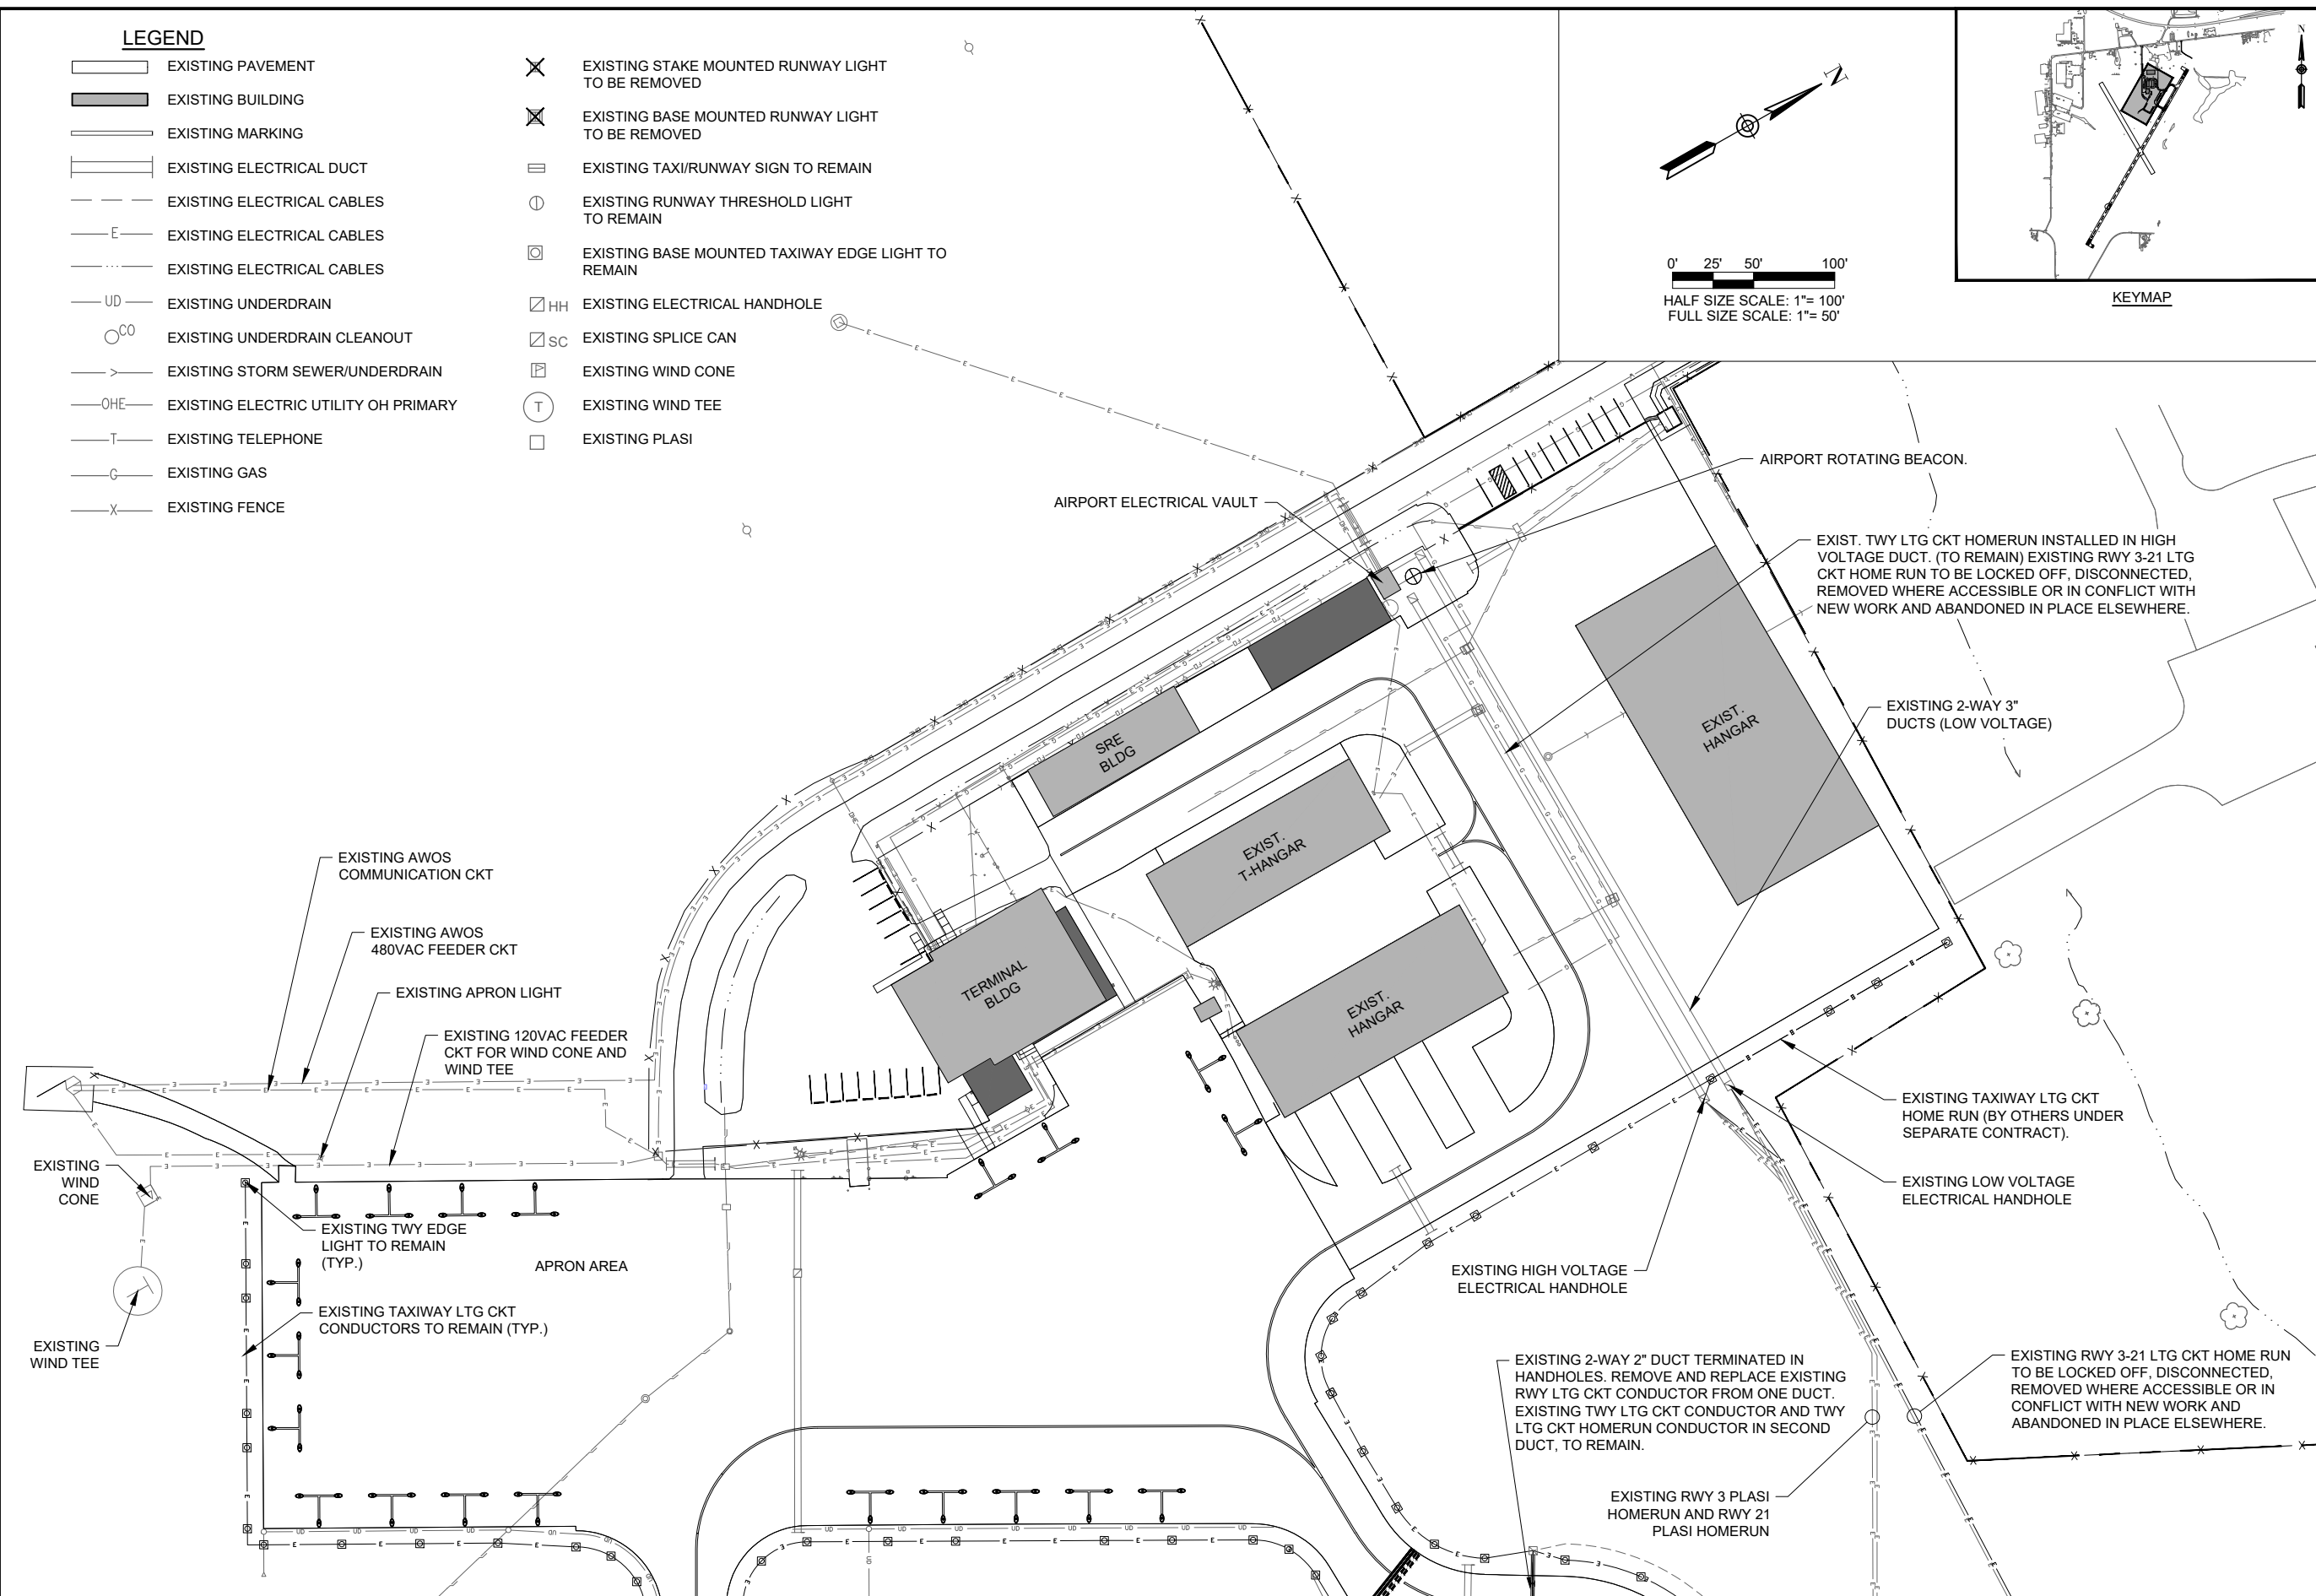 LEGEND
EXISTING PAVEMENT
EXISTING BUILDING
EXISTING MARKING
EXISTING ELECTRICAL DUCT
EXISTING ELECTRICAL CABLES
E
EXISTING ELECTRICAL CABLES
EXISTING ELECTRICAL CABLES
UD
EXISTING UNDERDRAIN
CO
EXISTING UNDERDRAIN CLEANOUT
EXISTING STORM SEWER/UNDERDRAIN
OHE
EXISTING ELECTRIC UTILITY OH PRIMARY
T
EXISTING TELEPHONE
G
EXISTING GAS
X
EXISTING FENCE
EXISTING STAKE MOUNTED RUNWAY LIGHT
TO BE REMOVED
EXISTING BASE MOUNTED RUNWAY LIGHT
TO BE REMOVED
EXISTING TAXI/RUNWAY SIGN TO REMAIN
EXISTING RUNWAY THRESHOLD LIGHT
TO REMAIN
EXISTING BASE MOUNTED TAXIWAY EDGE LIGHT TO
REMAIN
HH
EXISTING ELECTRICAL HANDHOLE
SC
EXISTING SPLICE CAN
P
EXISTING WIND CONE
T
EXISTING WIND TEE
EXISTING PLASI
N
0' 25' 50' 100'
HALF SIZE SCALE: 1"= 100'
FULL SIZE SCALE: 1"= 50'
N
KEYMAP
AIRPORT ROTATING BEACON.
AIRPORT ELECTRICAL VAULT
EXIST. TWY LTG CKT HOMERUN INSTALLED IN HIGH
VOLTAGE DUCT. (TO REMAIN) EXISTING RWY 3-21 LTG
CKT HOME RUN TO BE LOCKED OFF, DISCONNECTED,
REMOVED WHERE ACCESSIBLE OR IN CONFLICT WITH
NEW WORK AND ABANDONED IN PLACE ELSEWHERE.
EXISTING 2-WAY 3"
DUCTS (LOW VOLTAGE)
EXIST.
HANGAR
SRE
BLDG
EXIST.
T-HANGAR
TERMINAL
BLDG
EXIST.
HANGAR
EXISTING AWOS
COMMUNICATION CKT
EXISTING AWOS
480VAC FEEDER CKT
EXISTING APRON LIGHT
EXISTING 120VAC FEEDER
CKT FOR WIND CONE AND
WIND TEE
EXISTING
WIND
CONE
EXISTING TWY EDGE
LIGHT TO REMAIN
(TYP.)
APRON AREA
EXISTING TAXIWAY LTG CKT
CONDUCTORS TO REMAIN (TYP.)
EXISTING
WIND TEE
EXISTING TAXIWAY LTG CKT
HOME RUN (BY OTHERS UNDER
SEPARATE CONTRACT).
EXISTING LOW VOLTAGE
ELECTRICAL HANDHOLE
EXISTING HIGH VOLTAGE
ELECTRICAL HANDHOLE
EXISTING 2-WAY 2" DUCT TERMINATED IN
HANDHOLES. REMOVE AND REPLACE EXISTING
RWY LTG CKT CONDUCTOR FROM ONE DUCT.
EXISTING TWY LTG CKT CONDUCTOR AND TWY
LTG CKT HOMERUN CONDUCTOR IN SECOND
DUCT, TO REMAIN.
EXISTING RWY 3-21 LTG CKT HOME RUN
TO BE LOCKED OFF, DISCONNECTED,
REMOVED WHERE ACCESSIBLE OR IN
CONFLICT WITH NEW WORK AND
ABANDONED IN PLACE ELSEWHERE.
EXISTING RWY 3 PLASI
HOMERUN AND RWY 21
PLASI HOMERUN